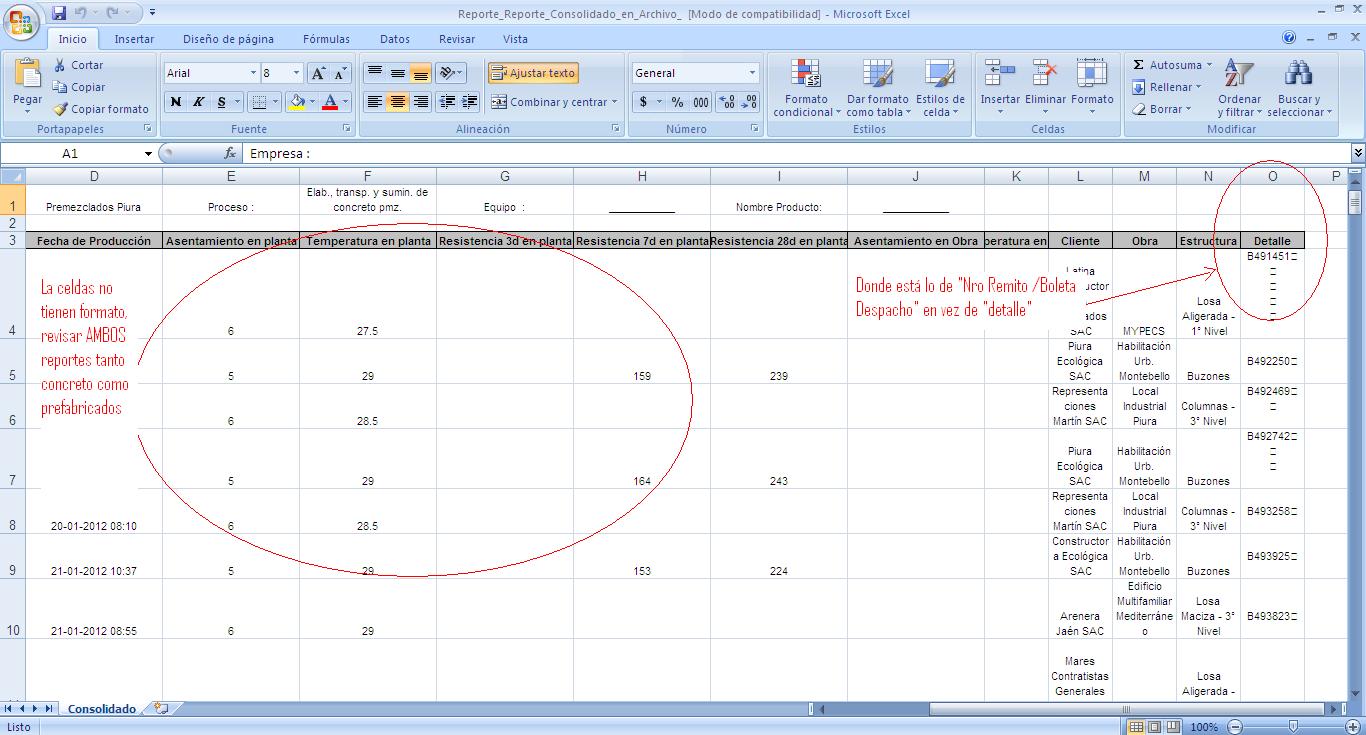 Reporte_Reporte_Consolidado_en_Archivo_ [Modo de compatibilidad] - Microsoft Excel
Inicio Insertar Diseño de página Fórmulas Datos Revisar Vista
Pegar
Cortar
Copiar
Copiar formato
Portapapeles
Arial 8
N K S
Fuente
Ajustar texto
Combinar y centrar
Alineación
General
$ % 000
Número
Formato condicional
Dar formato como tabla
Estilos de celda
Estilos
Insertar Eliminar Formato
Celdas
Autosuma
Rellenar
Borrar
Ordenar y filtrar
Buscar y seleccionar
Modificar
A1 fx Empresa :
D E F G H I J K L M N O P
1 Premezclados Piura Proceso : Elab., transp. y sumin. de concreto pmz. Equipo : Nombre Producto:
2
3 Fecha de Producción Asentamiento en planta Temperatura en planta Resistencia 3d en planta Resistencia 7d en planta Resistencia 28d en planta Asentamiento en Obra peratura en Cliente Obra Estructura Detalle
La celdas no
tienen formato,
revisar AMBOS
reportes tanto
concreto como
prefabricados
Donde está lo de "Nro Remito /Boleta
Despacho" en vez de "detalle"
4 6 27.5 Latina SAC MYPECS Losa Aligerada - 1° Nivel B491451
5 5 29 159 239 Piura Ecológica SAC Habilitación Urb. Montebello Buzones B492250
6 6 28.5 Representaciones Martín SAC Local Industrial Piura Columnas - 3° Nivel B492469
7 5 29 164 243 Piura Ecológica SAC Habilitación Urb. Montebello Buzones B492742
8 20-01-2012 08:10 6 28.5 Representaciones Martín SAC Local Industrial Piura Columnas - 3° Nivel B493258
9 21-01-2012 10:37 5 29 153 224 Constructora Ecológica SAC Habilitación Urb. Montebello Buzones B493925
10 21-01-2012 08:55 6 29 Arenera Jaén SAC Edificio Multifamiliar Mediterráneo Losa Maciza - 3° Nivel B493823
Mares Contratistas Generales Losa Aligerada -
Consolidado
Listo 100%